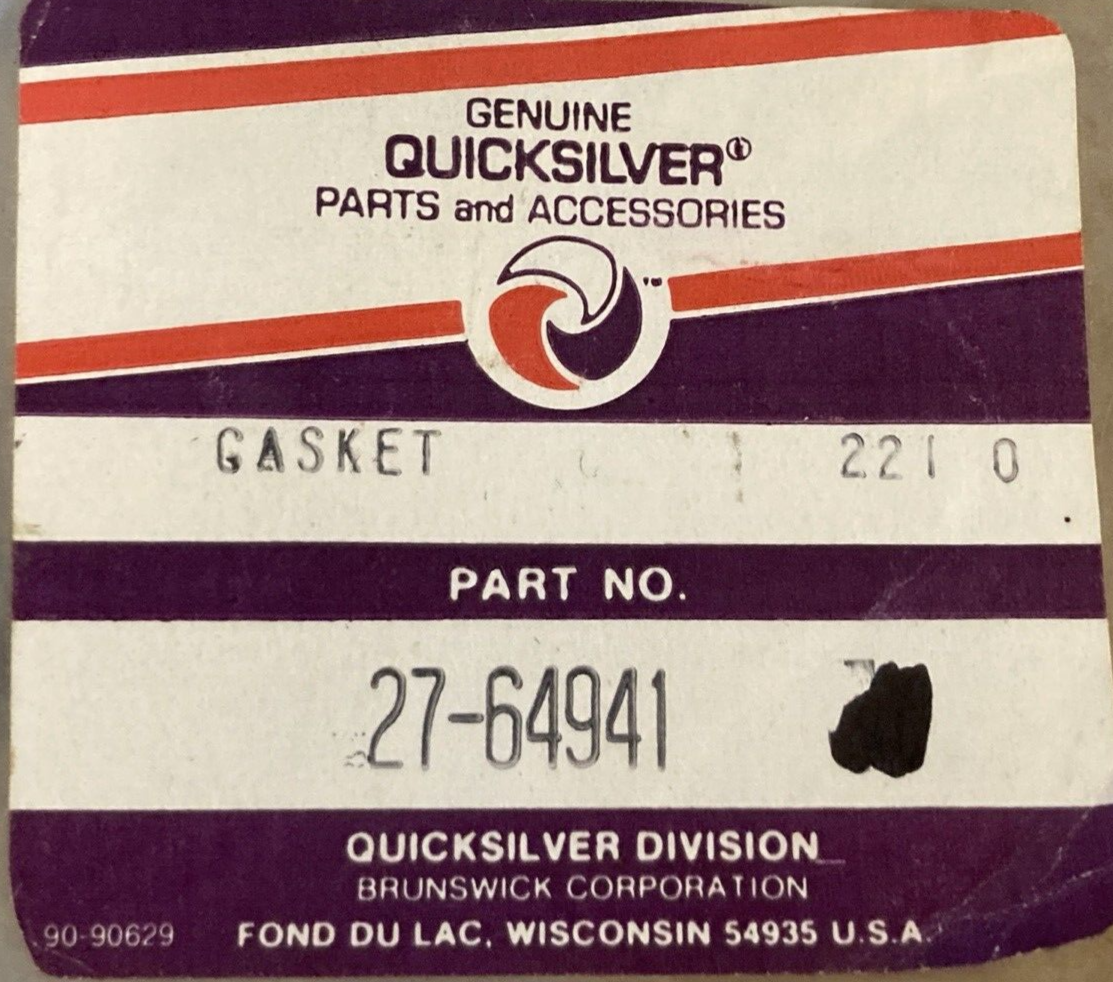 GENUINE
QUICKSILVER®
PARTS and ACCESSORIES
™
GASKET 221 0
PART NO.
27-64941
QUICKSILVER DIVISION
BRUNSWICK CORPORATION
90-90629 FOND DU LAC, WISCONSIN 54935 U.S.A.